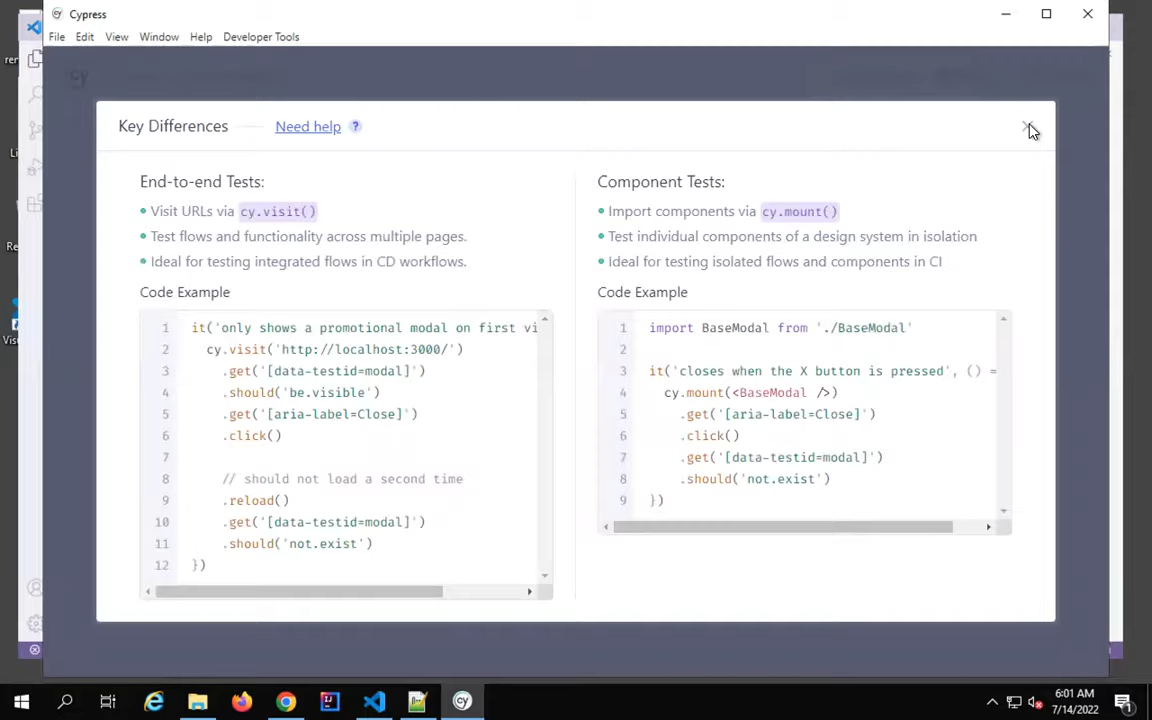 Cypress
File Edit View Window Help Developer Tools
Key Differences Need help ?
End-to-end Tests:
Visit URLs via cy.visit()
Test flows and functionality across multiple pages.
Ideal for testing integrated flows in CD workflows.
Code Example
1 it('only shows a promotional modal on first vi
2 cy.visit('http://localhost:3000/')
3 .get('[data-testid=modal]')
4 .should('be.visible')
5 .get('[aria-label=Close]')
6 .click()
7
8 // should not load a second time
9 .reload()
10 .get('[data-testid=modal]')
11 .should('not.exist')
12 })
Component Tests:
Import components via cy.mount()
Test individual components of a design system in isolation
Ideal for testing isolated flows and components in CI
Code Example
1 import BaseModal from './BaseModal'
2
3 it('closes when the X button is pressed', () =
4 cy.mount(<BaseModal />)
5 .get('[aria-label=Close]')
6 .click()
7 .get('[data-testid=modal]')
8 .should('not.exist')
9 })
rer
Li
Re
Visu
cy
6:01 AM
7/14/2022
1